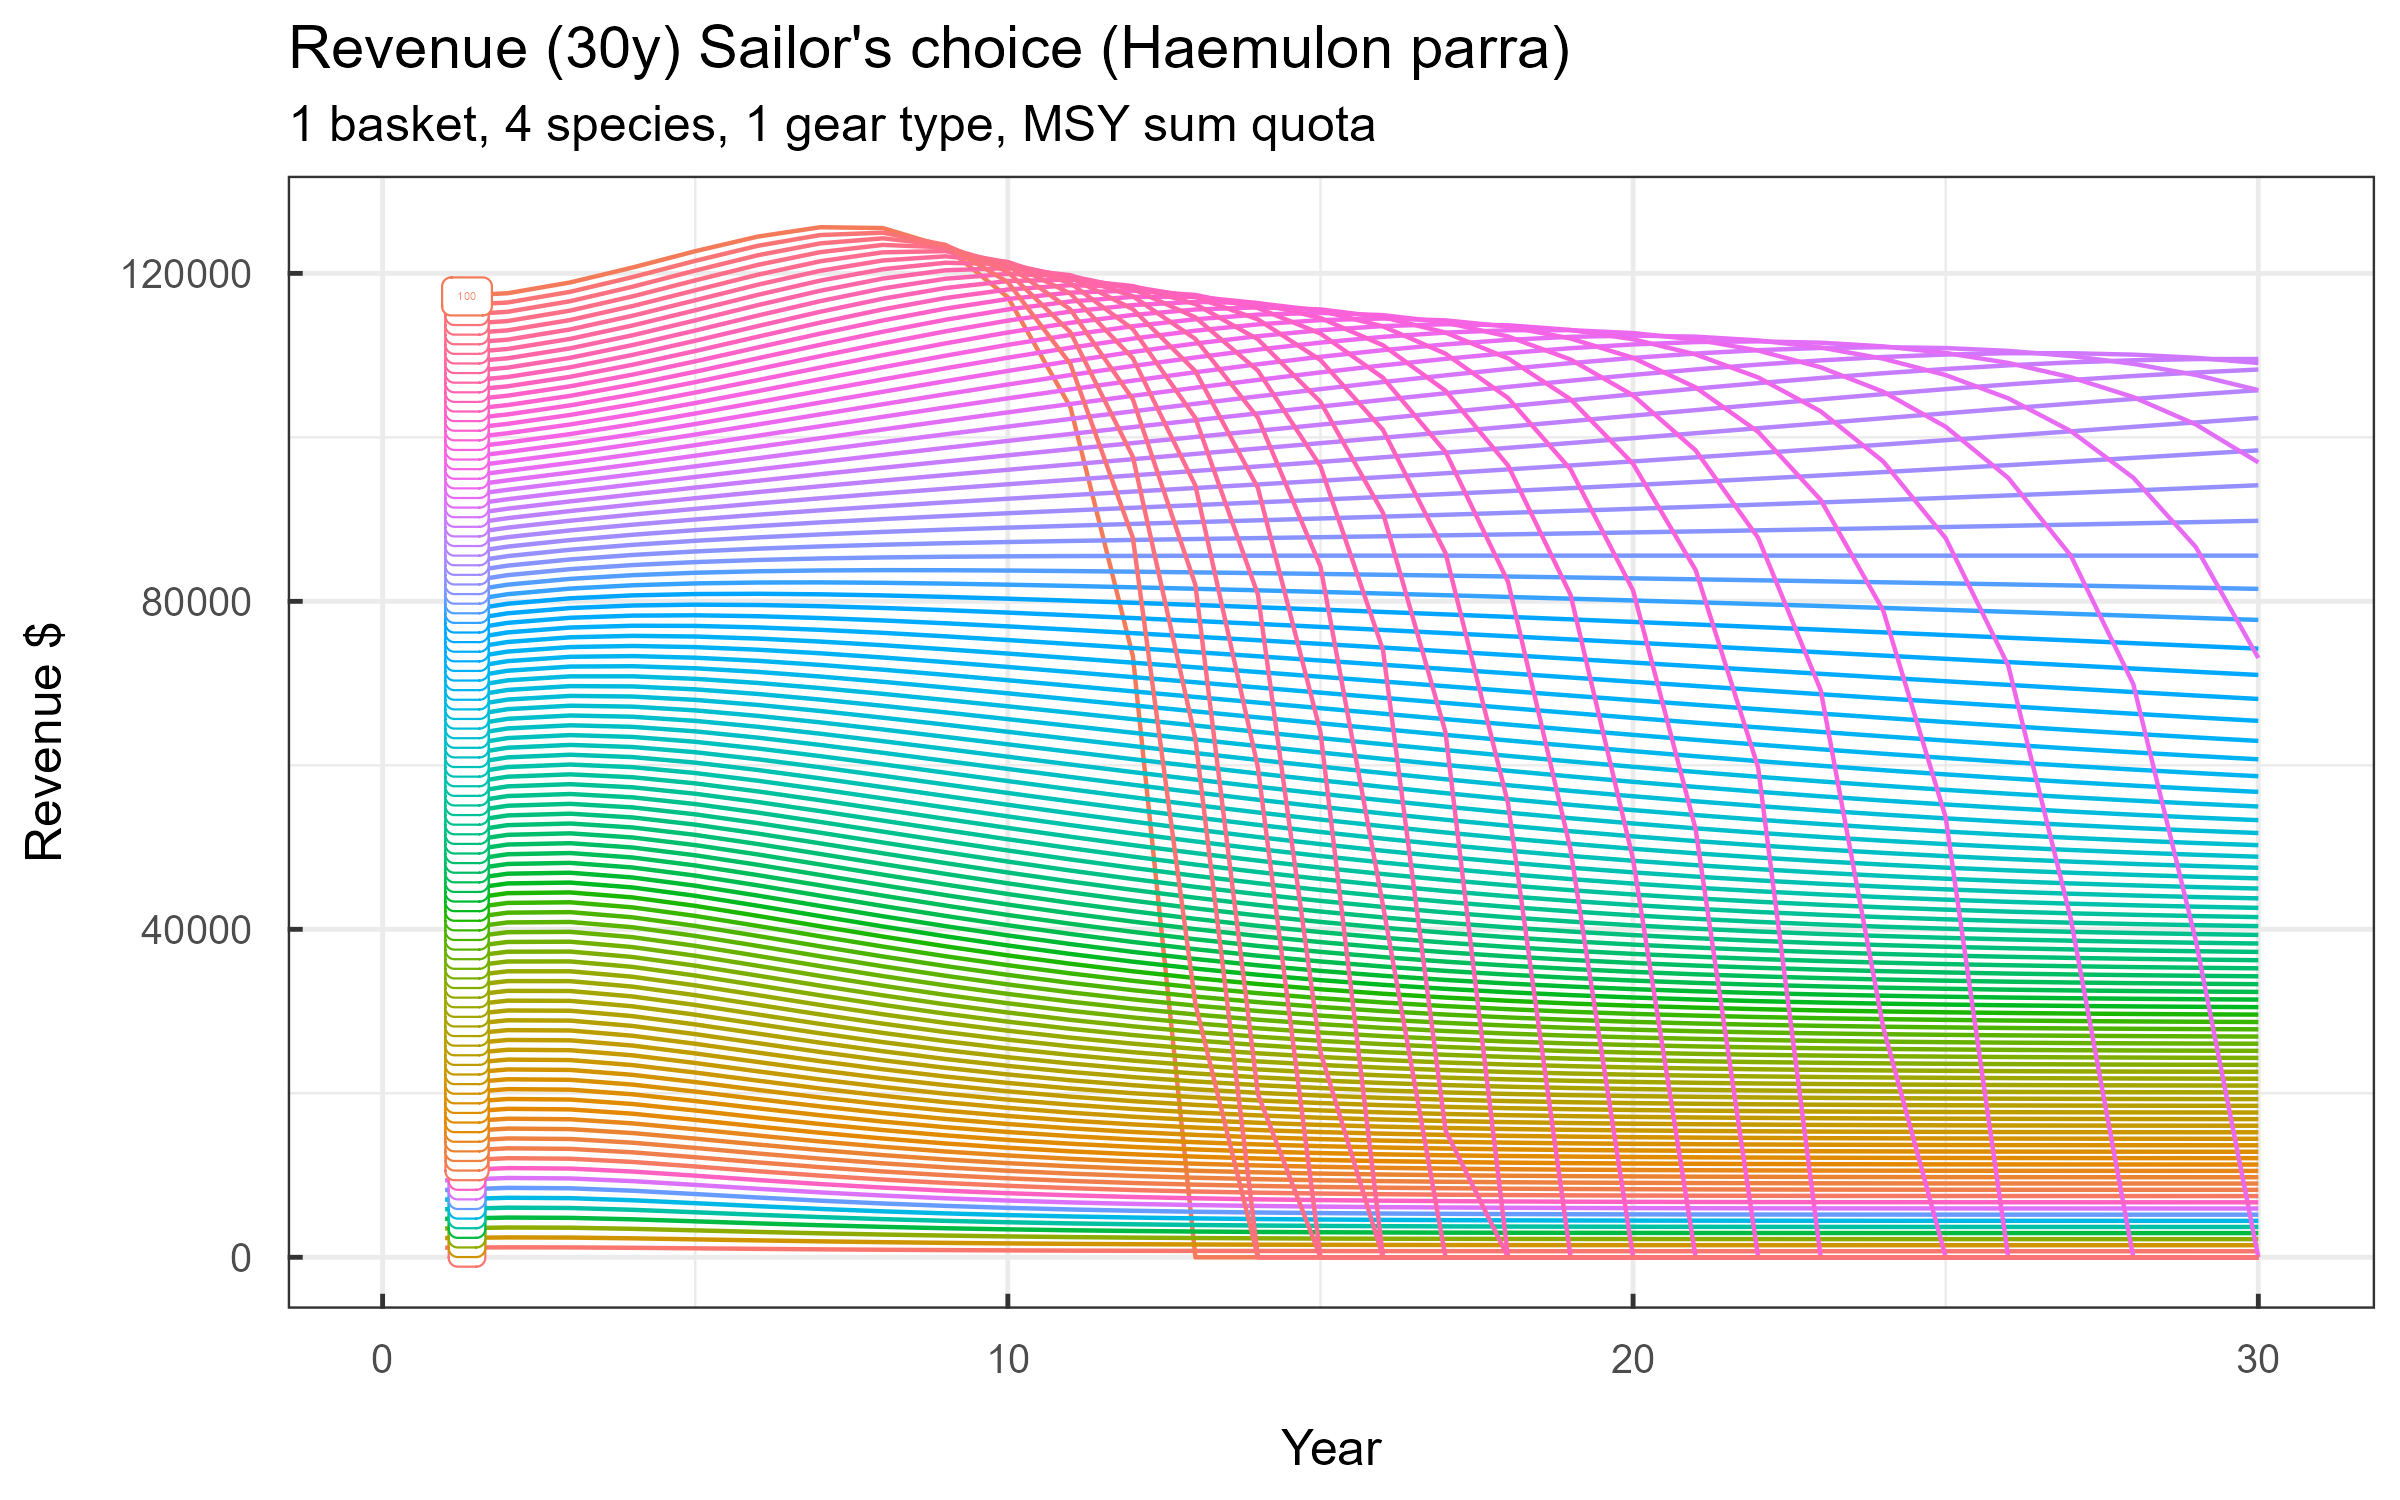 Revenue (30y) Sailor's choice (Haemulon parra)
1 basket, 4 species, 1 gear type, MSY sum quota
Revenue $
120000
80000
40000
0
100
0 10 20 30
Year